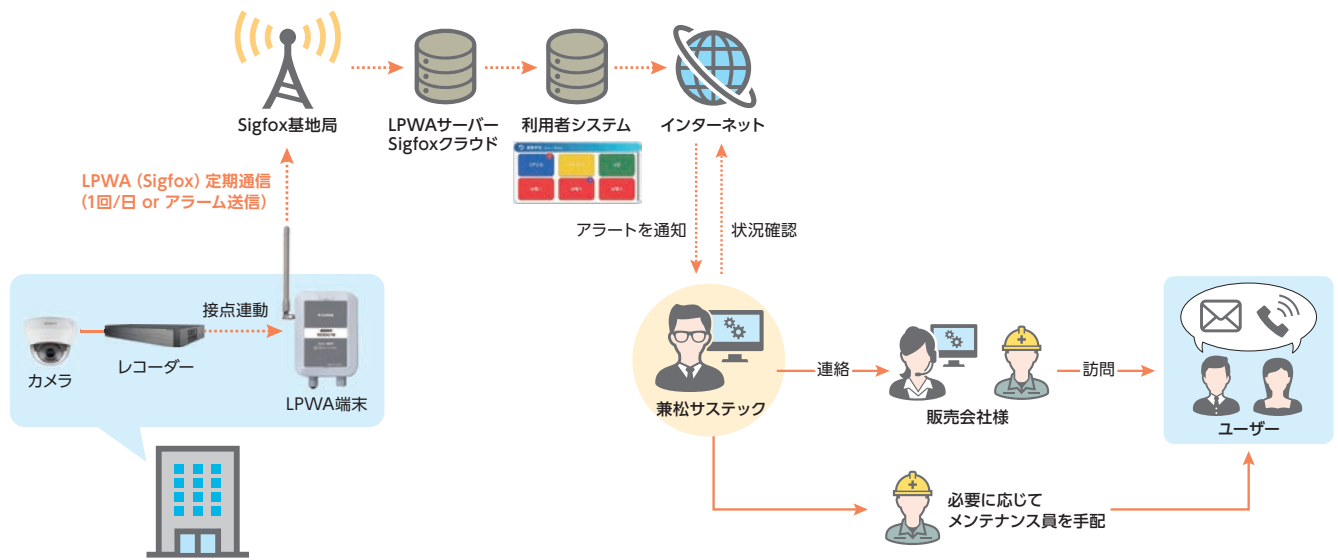 Sigfox基地局
LPWAサーバー
Sigfoxクラウド
利用者システム
インターネット
LPWA（Sigfox）定期通信
（1回/日 or アラーム送信）
アラートを通知
状況確認
接点連動
カメラ
レコーダー
LPWA端末
兼松サステック
連絡
販売会社様
訪問
ユーザー
必要に応じて
メンテナンス員を手配